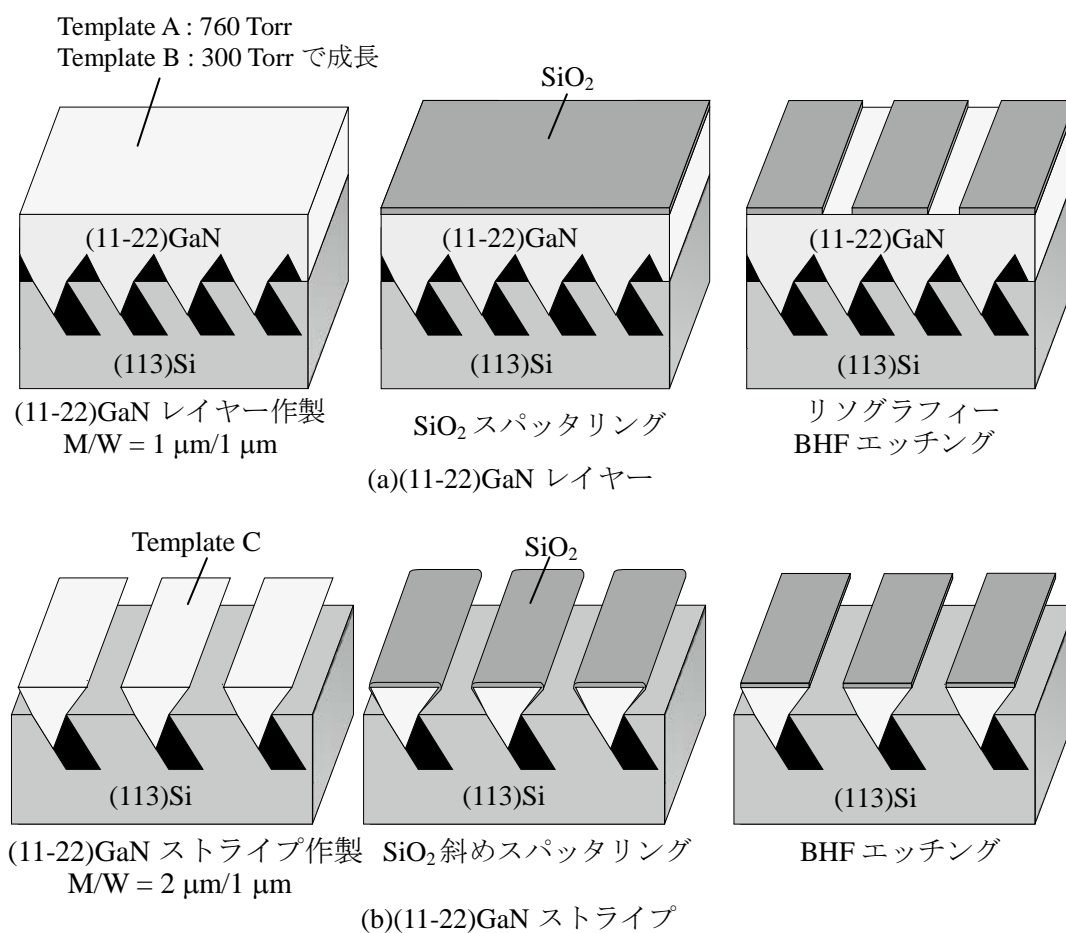 Template A : 760 Torr
Template B : 300 Torr で成長
SiO2
(11-22)GaN
(11-22)GaN
(11-22)GaN
(113)Si
(113)Si
(113)Si
(11-22)GaN レイヤー作製
M/W = 1 μm/1 μm
SiO2 スパッタリング
リソグラフィー
BHF エッチング
(a)(11-22)GaN レイヤー
Template C
SiO2
(113)Si
(113)Si
(113)Si
(11-22)GaN ストライプ作製
M/W = 2 μm/1 μm
SiO2 斜めスパッタリング
BHF エッチング
(b)(11-22)GaN ストライプ